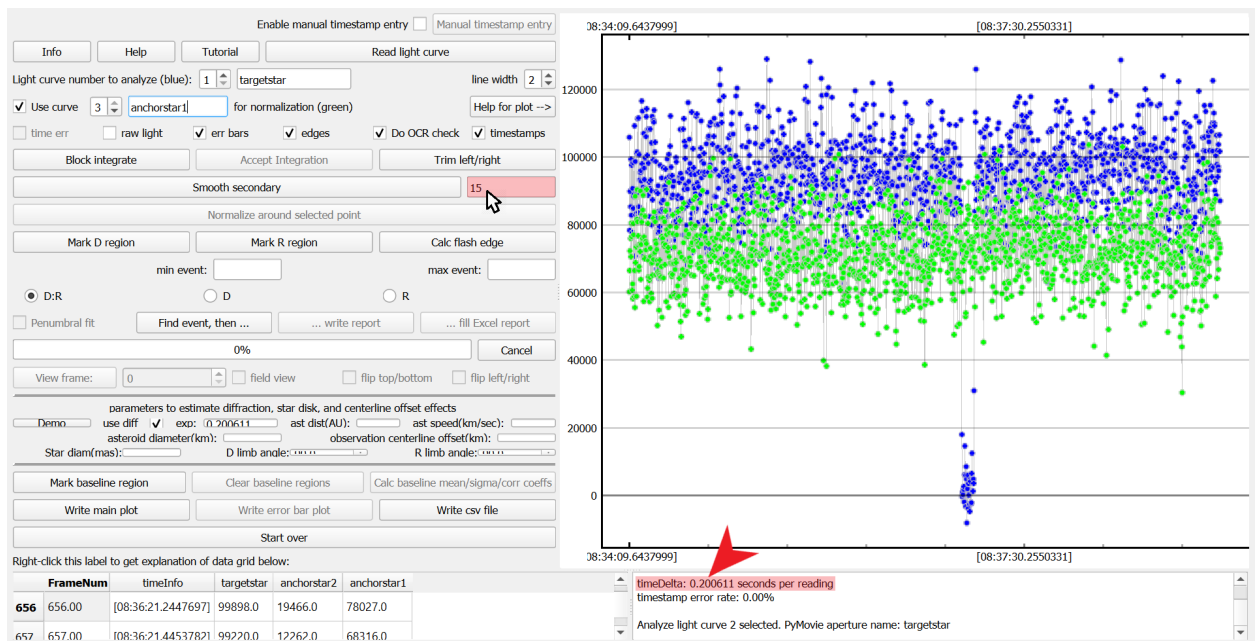 Enable manual timestamp entry Manual timestamp entry
Info Help Tutorial Read light curve
Light curve number to analyze (blue): 1 targetstar line width 2
Use curve 3 anchorstar1 for normalization (green) Help for plot -->
time err raw light err bars edges Do OCR check timestamps
Block integrate Accept Integration Trim left/right
Smooth secondary 15
Normalize around selected point
Mark D region Mark R region Calc flash edge
min event: max event:
D:R D R
Penumbral fit Find event, then ... ... write report ... fill Excel report
0% Cancel
View frame: 0 field view flip top/bottom flip left/right
parameters to estimate diffraction, star disk, and centerline offset effects
Demo use diff exp: 0.200611 ast dist(AU): ast speed(km/sec):
asteroid diameter(km): observation centerline offset(km):
Star diam(mas): D limb angle: R limb angle:
Mark baseline region Clear baseline regions Calc baseline mean/sigma/corr coeffs
Write main plot Write error bar plot Write csv file
Start over
Right-click this label to get explanation of data grid below:
FrameNum timeInfo targetstar anchorstar2 anchorstar1
656 656.00 [08:36:21.2447697] 99898.0 19466.0 78027.0
657 657.00 [08:36:21.4453782] 99220.0 12262.0 68316.0
08:34:09.6437999] [08:37:30.2550331]
120000
100000
80000
60000
40000
20000
0
08:34:09.6437999] [08:37:30.2550331]
timeDelta: 0.200611 seconds per reading
timestamp error rate: 0.00%
Analyze light curve 2 selected. PyMovie aperture name: targetstar